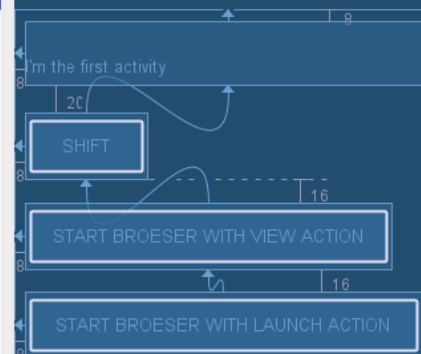 8
I'm the first activity
8
20
SHIFT
8
16
START BROESER WITH VIEW ACTION
8
16
START BROESER WITH LAUNCH ACTION